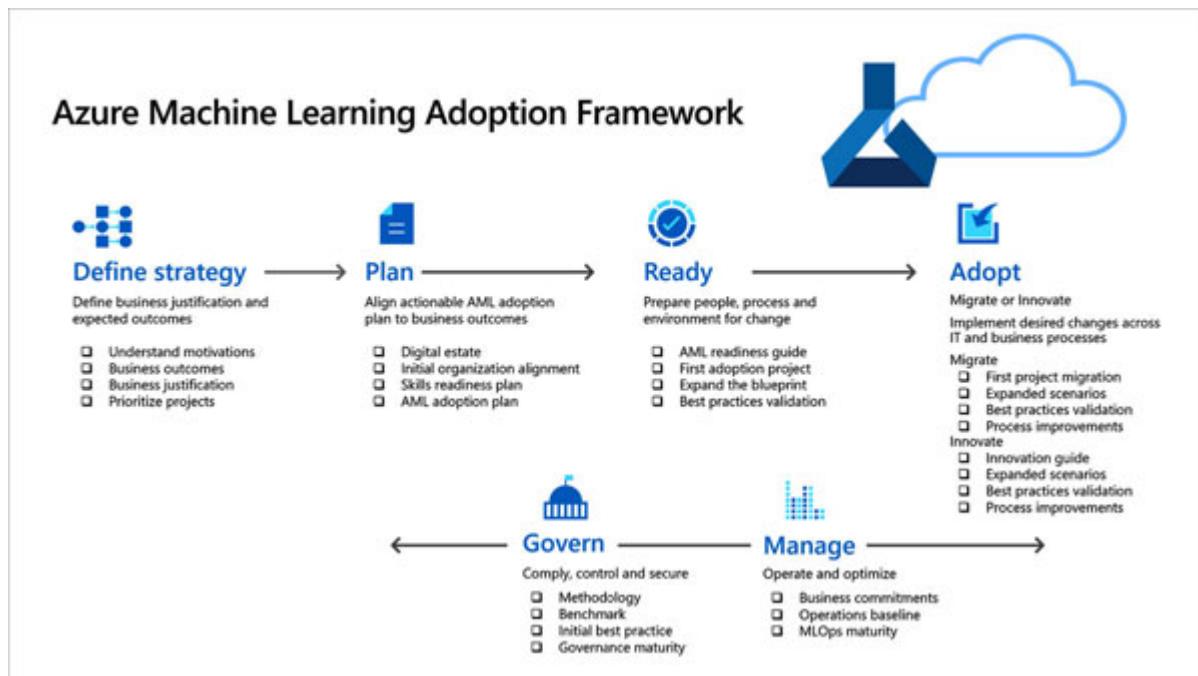 Azure Machine Learning Adoption Framework
Define strategy
Define business justification and
expected outcomes
Understand motivations
Business outcomes
Business justification
Prioritize projects
Plan
Align actionable AML adoption
plan to business outcomes
Digital estate
Initial organization alignment
Skills readiness plan
AML adoption plan
Ready
Prepare people, process and
environment for change
AML readiness guide
First adoption project
Expand the blueprint
Best practices validation
Adopt
Migrate or Innovate
Implement desired changes across
IT and business processes
Migrate
First project migration
Expanded scenarios
Best practices validation
Process improvements
Innovate
Innovation guide
Expanded scenarios
Best practices validation
Process improvements
Govern
Comply, control and secure
Methodology
Benchmark
Initial best practice
Governance maturity
Manage
Operate and optimize
Business commitments
Operations baseline
MLOps maturity